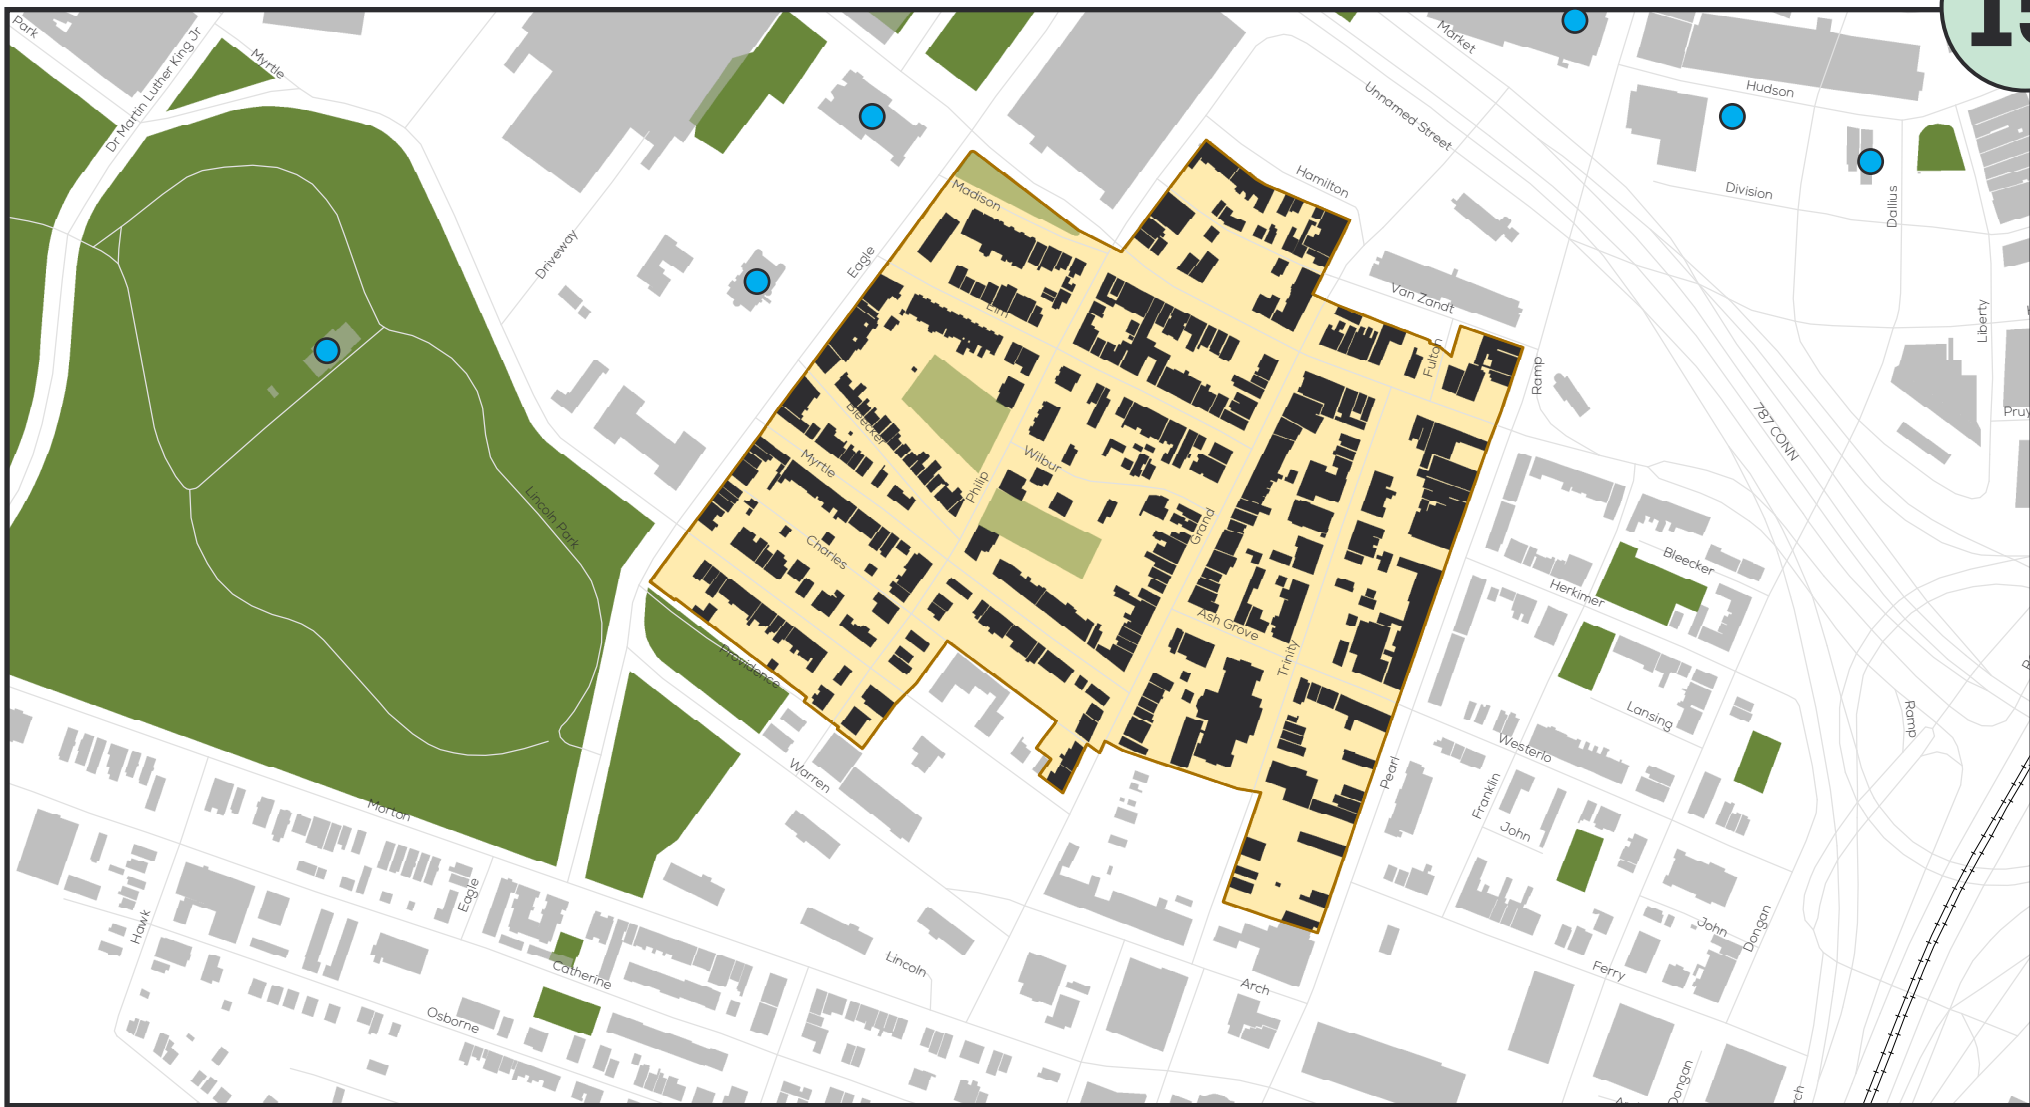 Park
Dr Martin Luther King Jr
Myrtle
Market
Unnamed Street
Hudson
Division
Dallius
Liberty
Hamilton
Madison
Eagle
Driveway
Elm
Van Zandt
Fulton
Ramp
787 CONN
Bleecker
Myrtle
Wilbur
Philip
Grand
Charles
Lincoln Park
Ash Grove
Trinity
Bleecker
Herkimer
Providence
Lansing
Westerlo
Pearl
Franklin
John
Ramp
Warren
Morton
Hawk
Eagle
Catherine
Osborne
Lincoln
Arch
John
Dongan
Ferry
Dongan